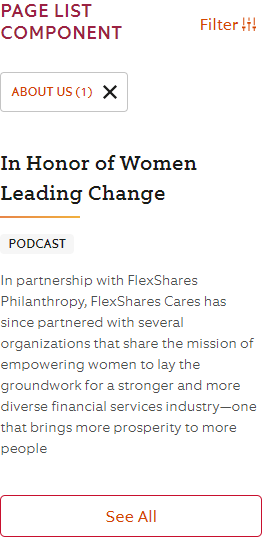 PAGE LIST
COMPONENT
Filter
ABOUT US (1)
In Honor of Women
Leading Change
PODCAST
In partnership with FlexShares
Philanthropy, FlexShares Cares has
since partnered with several
organizations that share the mission of
empowering women to lay the
groundwork for a stronger and more
diverse financial services industry—one
that brings more prosperity to more
people
See All